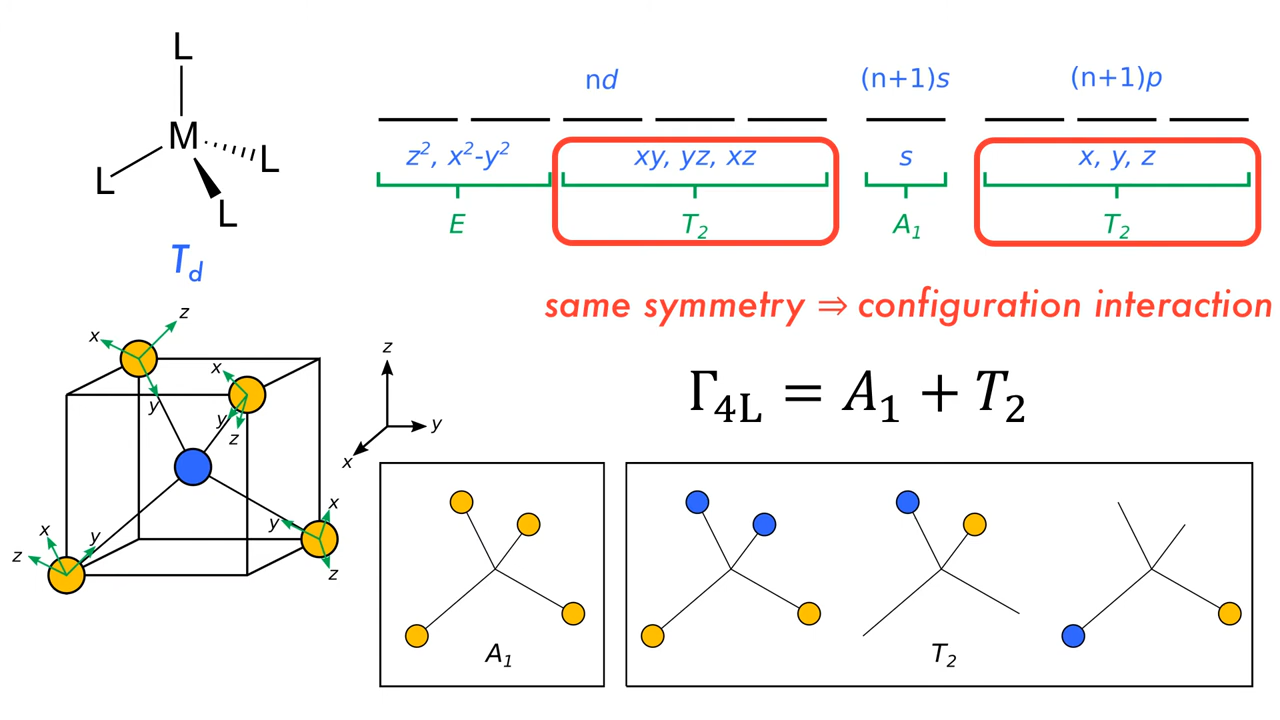 L
M
L
L
L
T_d
nd
(n+1)s
(n+1)p
z², x²-y²
xy, yz, xz
s
x, y, z
E
T₂
A₁
T₂
same symmetry ⇒ configuration interaction
Γ₄L = A₁ + T₂
z
x
y
x
y
z
z
y
x
x
y
z
x
y
z
x
y
z
A₁
T₂